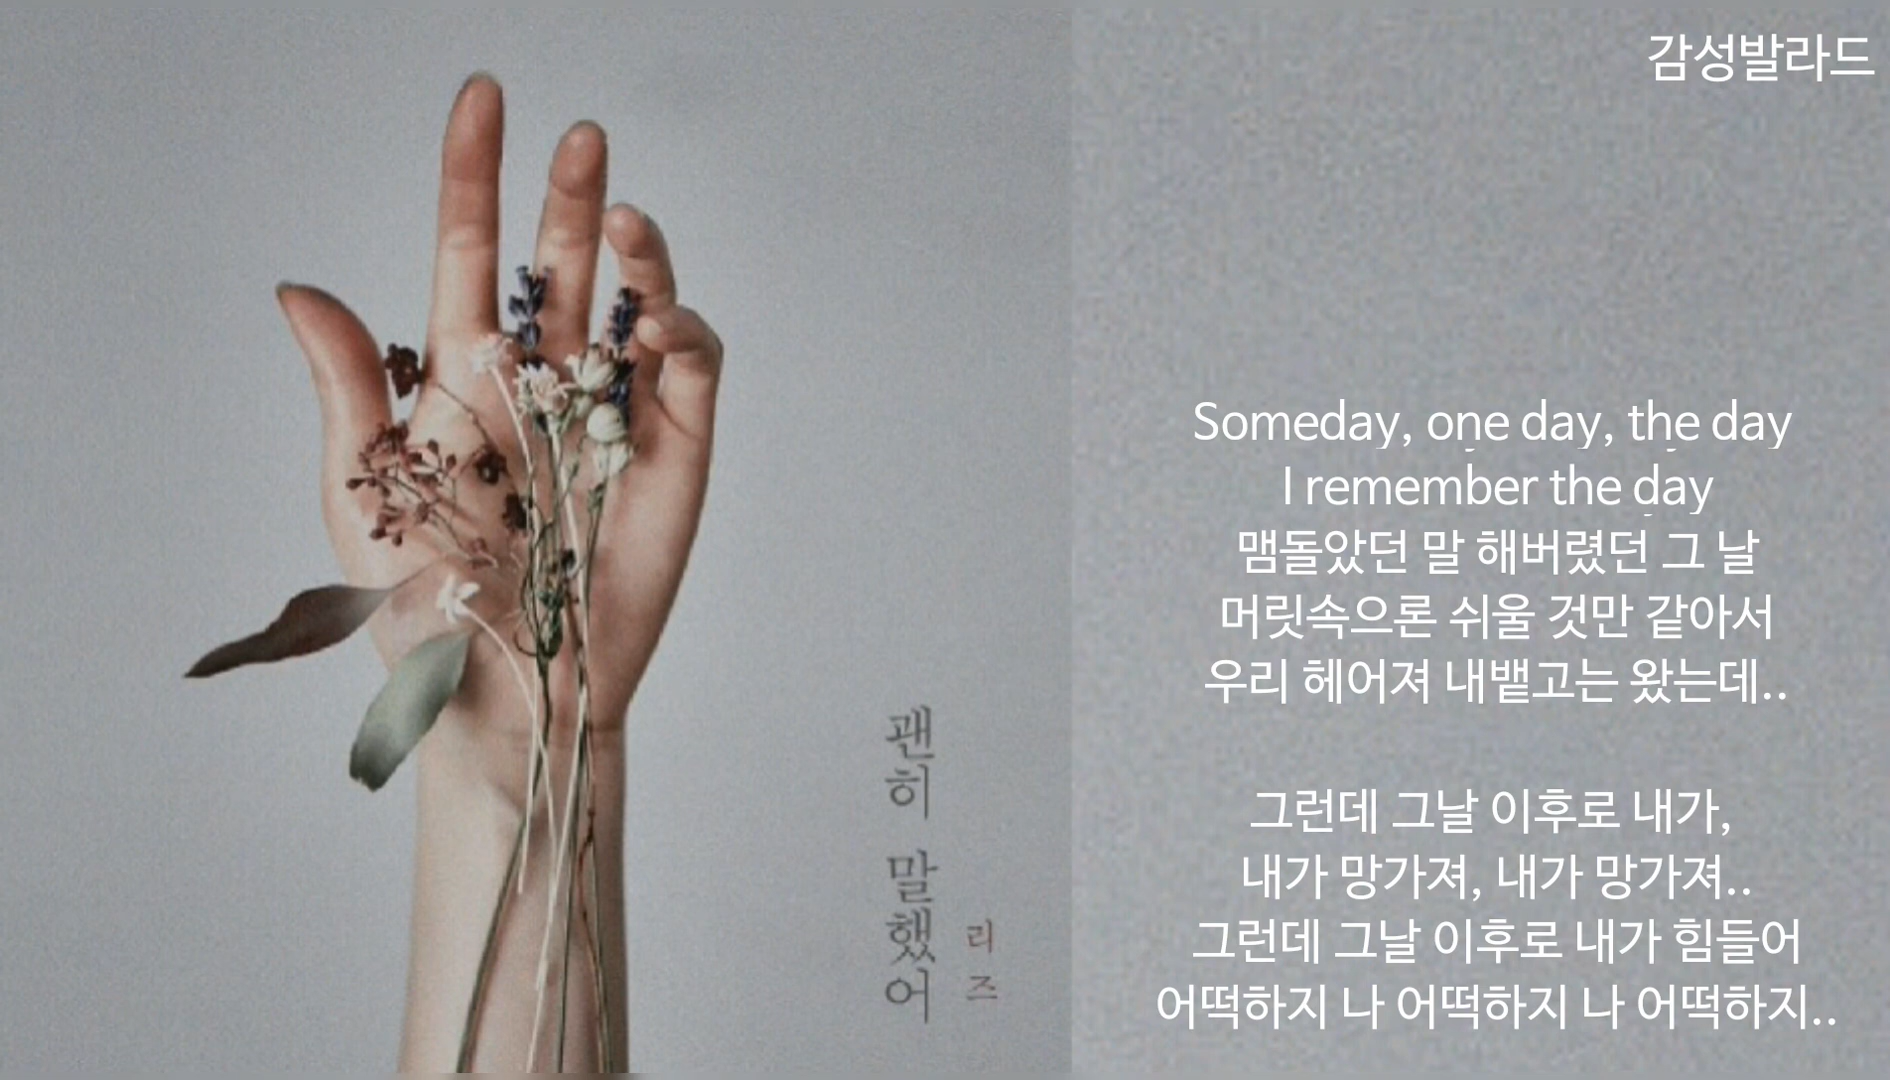 감성발라드
괜히 말했어
리즈
Someday, one day, the day
I remember the day
맴돌았던 말 해버렸던 그 날
머릿속으론 쉬울 것만 같아서
우리 헤어져 내뱉고는 왔는데..
그런데 그날 이후로 내가,
내가 망가져, 내가 망가져..
그런데 그날 이후로 내가 힘들어
어떡하지 나 어떡하지 나 어떡하지..